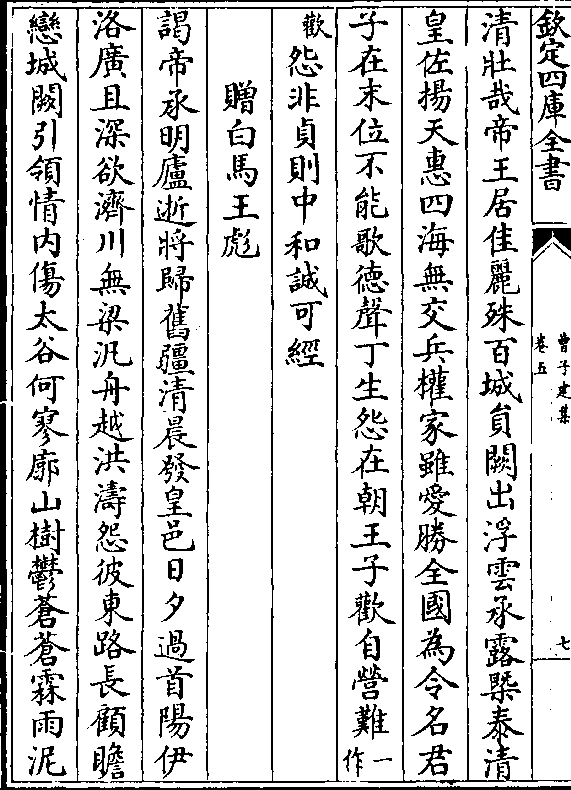 欽定四庫全書
曹子建集
卷五
七
清壯哉帝王居佳麗殊百城員闕出浮雲承露槩泰清
皇佐揚天惠四海無交兵權家雖愛勝全國為令名君
子在末位不能歌德聲丁生怨在朝王子歡自營難一作
歡怨非貞則中和誠可經
贈白馬王彪
謁帝承明廬逝將歸舊疆清晨發皇邑日夕過首陽伊
洛廣且深欲濟川無梁汎舟越洪濤怨彼東路長顧瞻
戀城闕引領情内傷太谷何寥廓山樹鬱蒼蒼霖雨泥